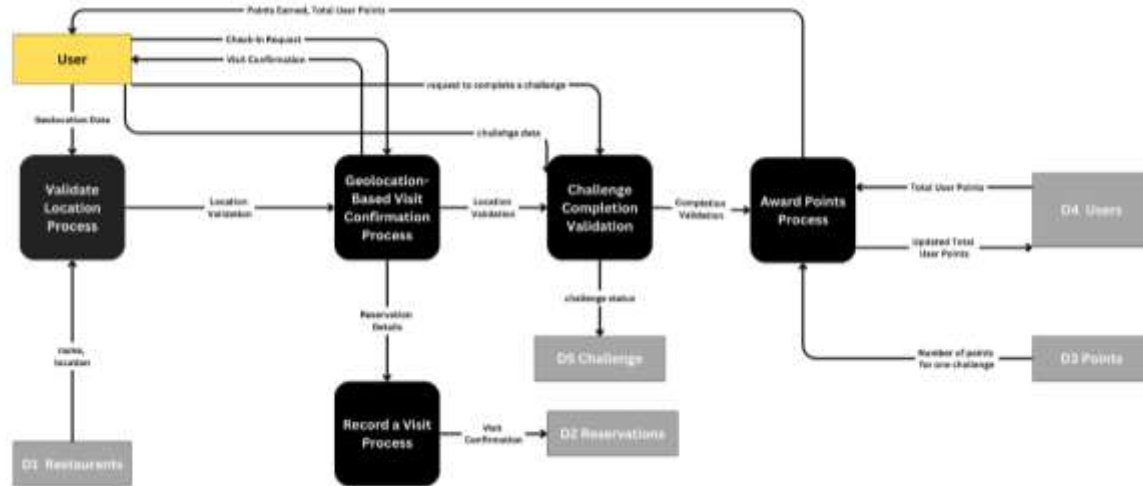 Points Earned, Total User Points
User
Check-In Request
Visit Confirmation
request to complete a challenge
Geolocation Data
challenge data
Validate
Location
Process
Location
Validation
Geolocation-
Based Visit
Confirmation
Process
Location
Validation
Challenge
Completion
Validation
Completion
Validation
Award Points
Process
Total User Points
D4 Users
Updated Total
User Points
name,
location
Reservation
Details
challenge status
D5 Challenge
Number of points
for one challenge
D3 Points
Record a Visit
Process
Visit
Confirmation
D2 Reservations
D1 Restaurants